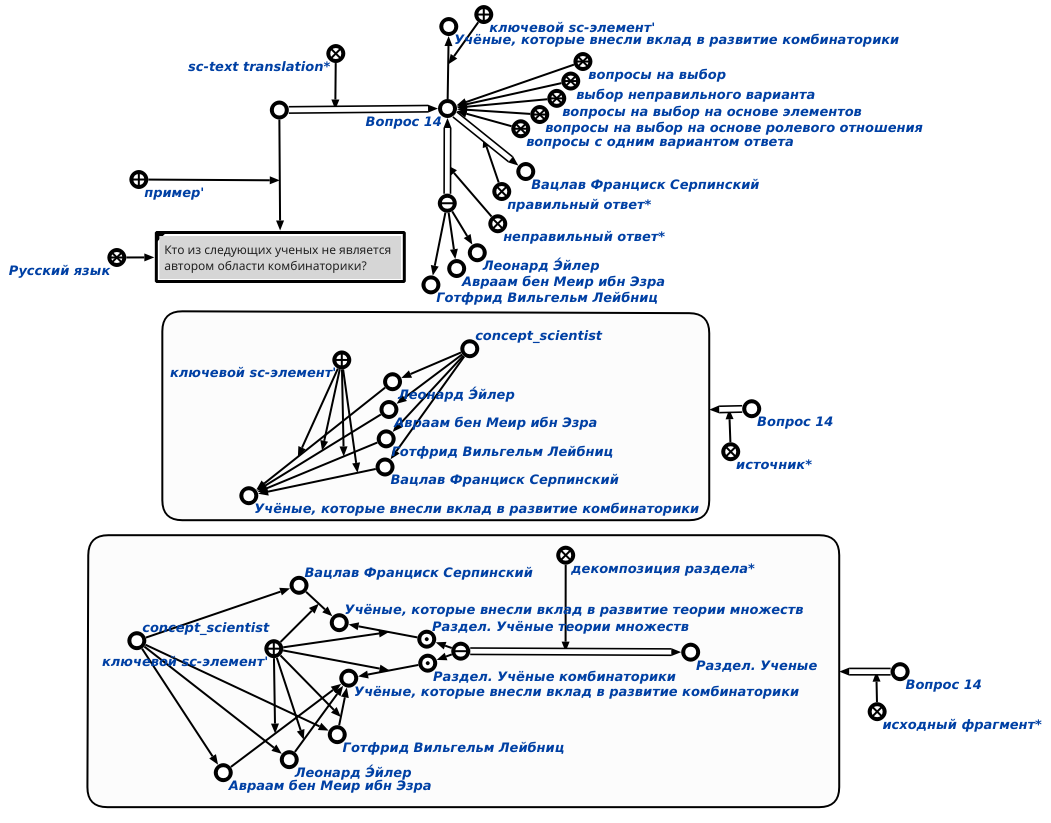 ключевой sc-элемент'
Учёные, которые внесли вклад в развитие комбинаторики
sc-text translation*
вопросы на выбор
выбор неправильного варианта
вопросы на выбор на основе элементов
Вопрос 14
вопросы на выбор на основе ролевого отношения
вопросы с одним вариантом ответа
Вацлав Франциск Серпинский
пример'
правильный ответ*
неправильный ответ*
Кто из следующих ученых не является
автором области комбинаторики?
Русский язык
Леонард Э́йлер
Авраам бен Меир ибн Эзра
Готфрид Вильгельм Лейбниц
concept_scientist
ключевой sc-элемент'
Леонард Э́йлер
Авраам бен Меир ибн Эзра
Вопрос 14
Готфрид Вильгельм Лейбниц
источник*
Вацлав Франциск Серпинский
Учёные, которые внесли вклад в развитие комбинаторики
декомпозиция раздела*
Вацлав Франциск Серпинский
Учёные, которые внесли вклад в развитие теории множеств
concept_scientist
Раздел. Учёные теории множеств
ключевой sc-элемент'
Раздел. Ученые
Раздел. Учёные комбинаторики
Вопрос 14
Учёные, которые внесли вклад в развитие комбинаторики
исходный фрагмент*
Готфрид Вильгельм Лейбниц
Леонард Э́йлер
Авраам бен Меир ибн Эзра